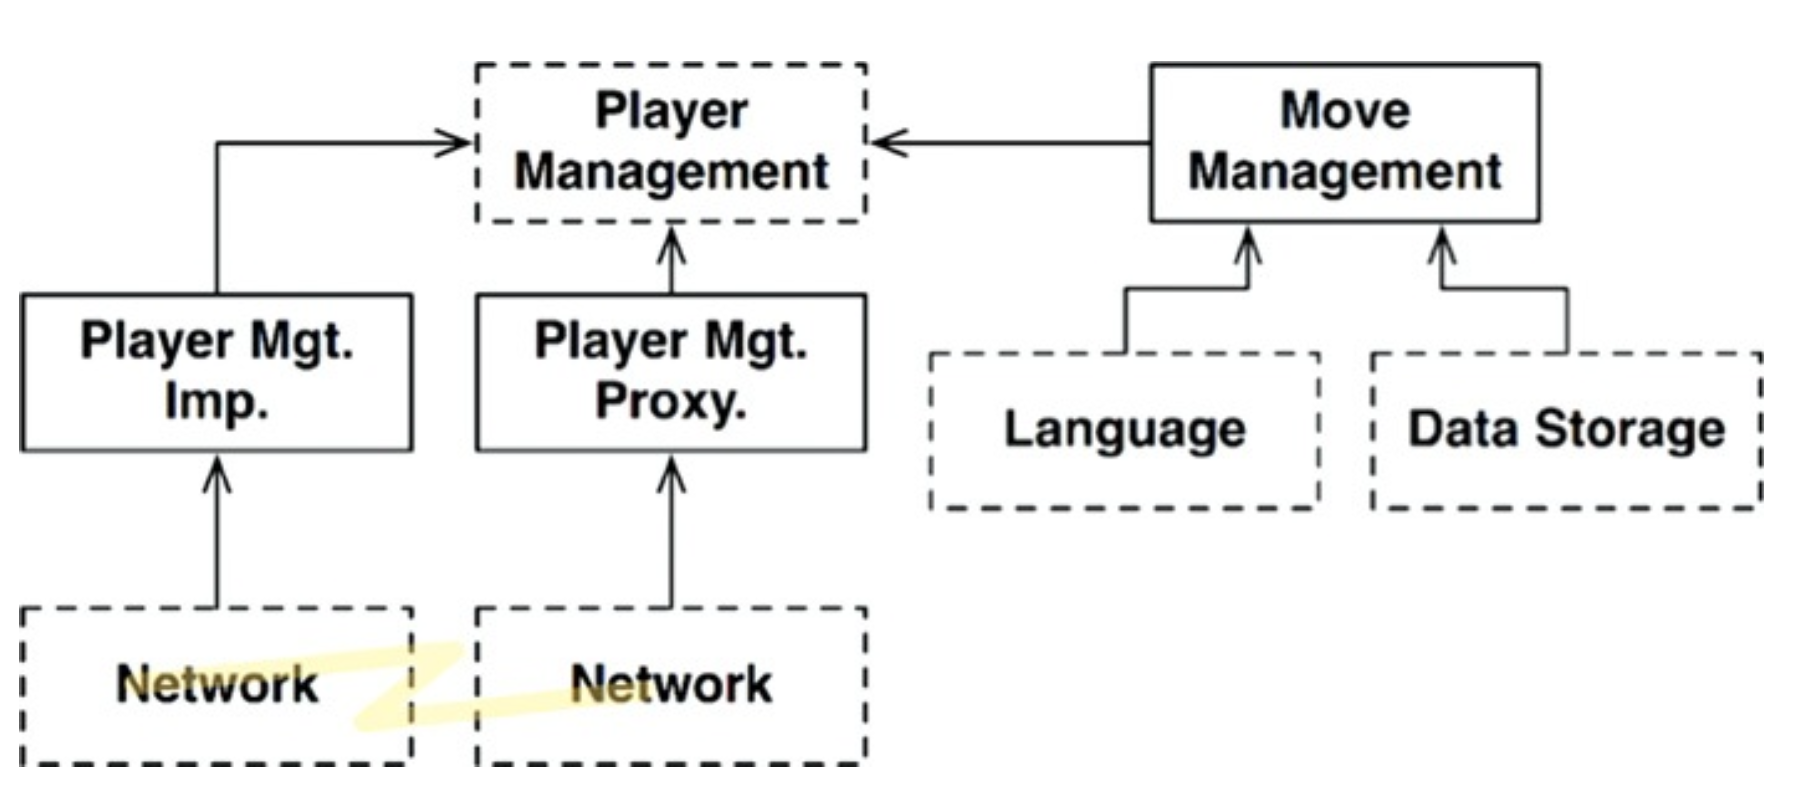 Player
Management
Move
Management
Player Mgt.
Imp.
Player Mgt.
Proxy.
Language
Data Storage
Network
Network